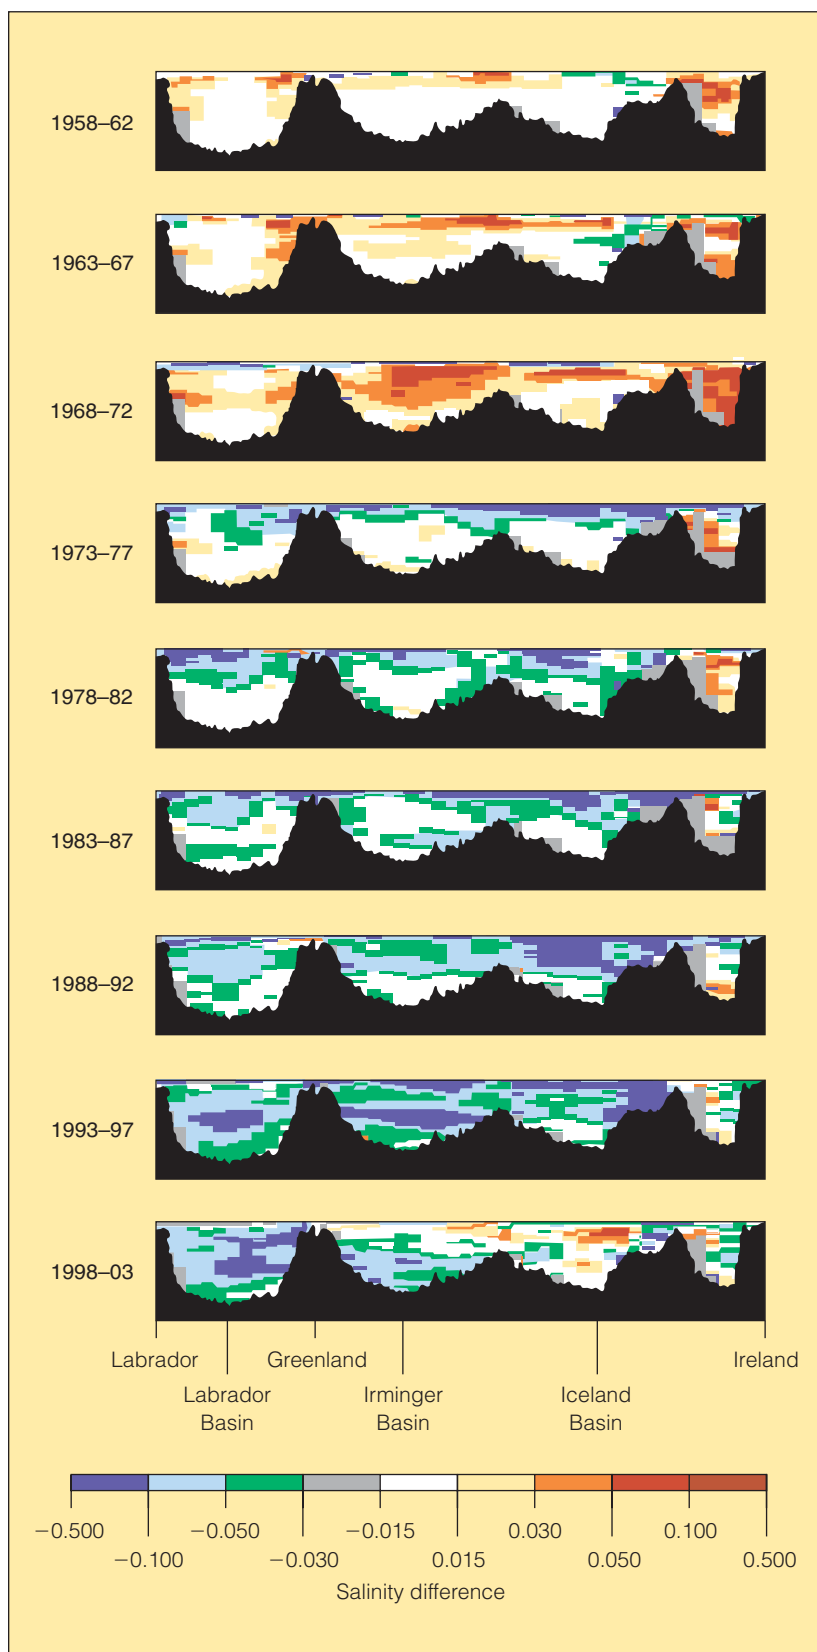 1958–62
1963–67
1968–72
1973–77
1978–82
1983–87
1988–92
1993–97
1998–03
Labrador
Greenland
Ireland
Labrador
Basin
Irminger
Basin
Iceland
Basin
−0.500 −0.050 −0.015 0.030 0.100
−0.100 −0.030 0.015 0.050 0.500
Salinity difference